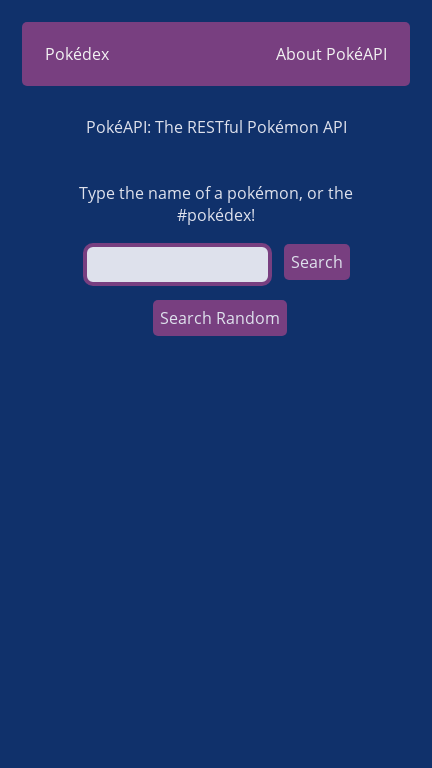 Pokédex
About PokéAPI
PokéAPI: The RESTful Pokémon API
Type the name of a pokémon, or the
#pokédex!
Search
Search Random